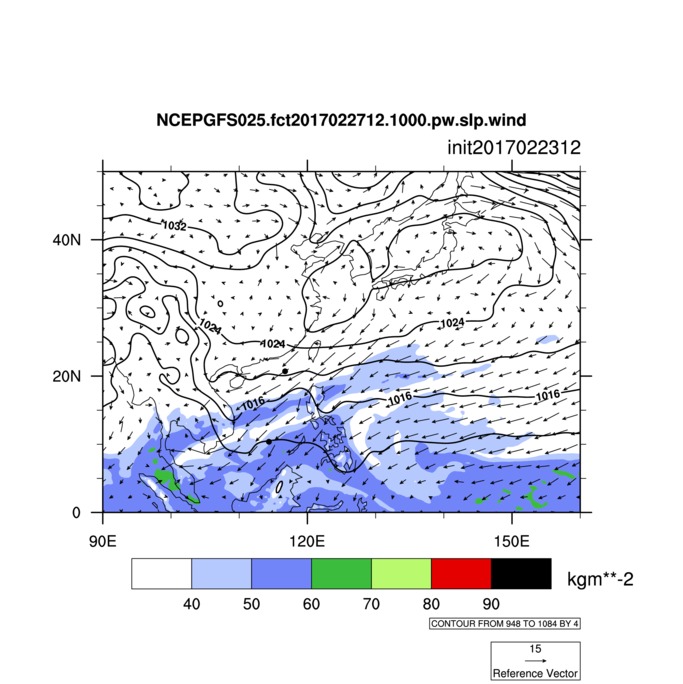 NCEPGFS025.fct2017022712.1000.pw.slp.wind
init2017022312
1032
40N
1024
1024
1024
20N
1016
1016
1016
0
0
90E
120E
150E
40
50
60
70
80
90
kgm**-2
CONTOUR FROM 948 TO 1084 BY 4
15
Reference Vector